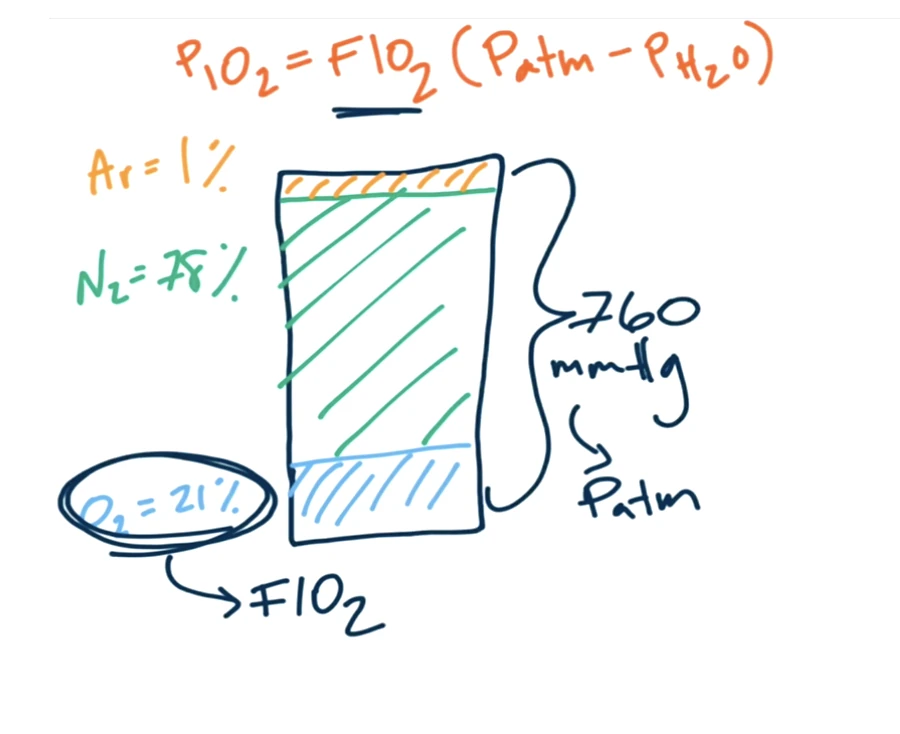 PIO2 = FIO2 (Patm - PH2O)
Ar = 1%
N2 = 78%
760
mmHg
Patm
O2 = 21%
FIO2